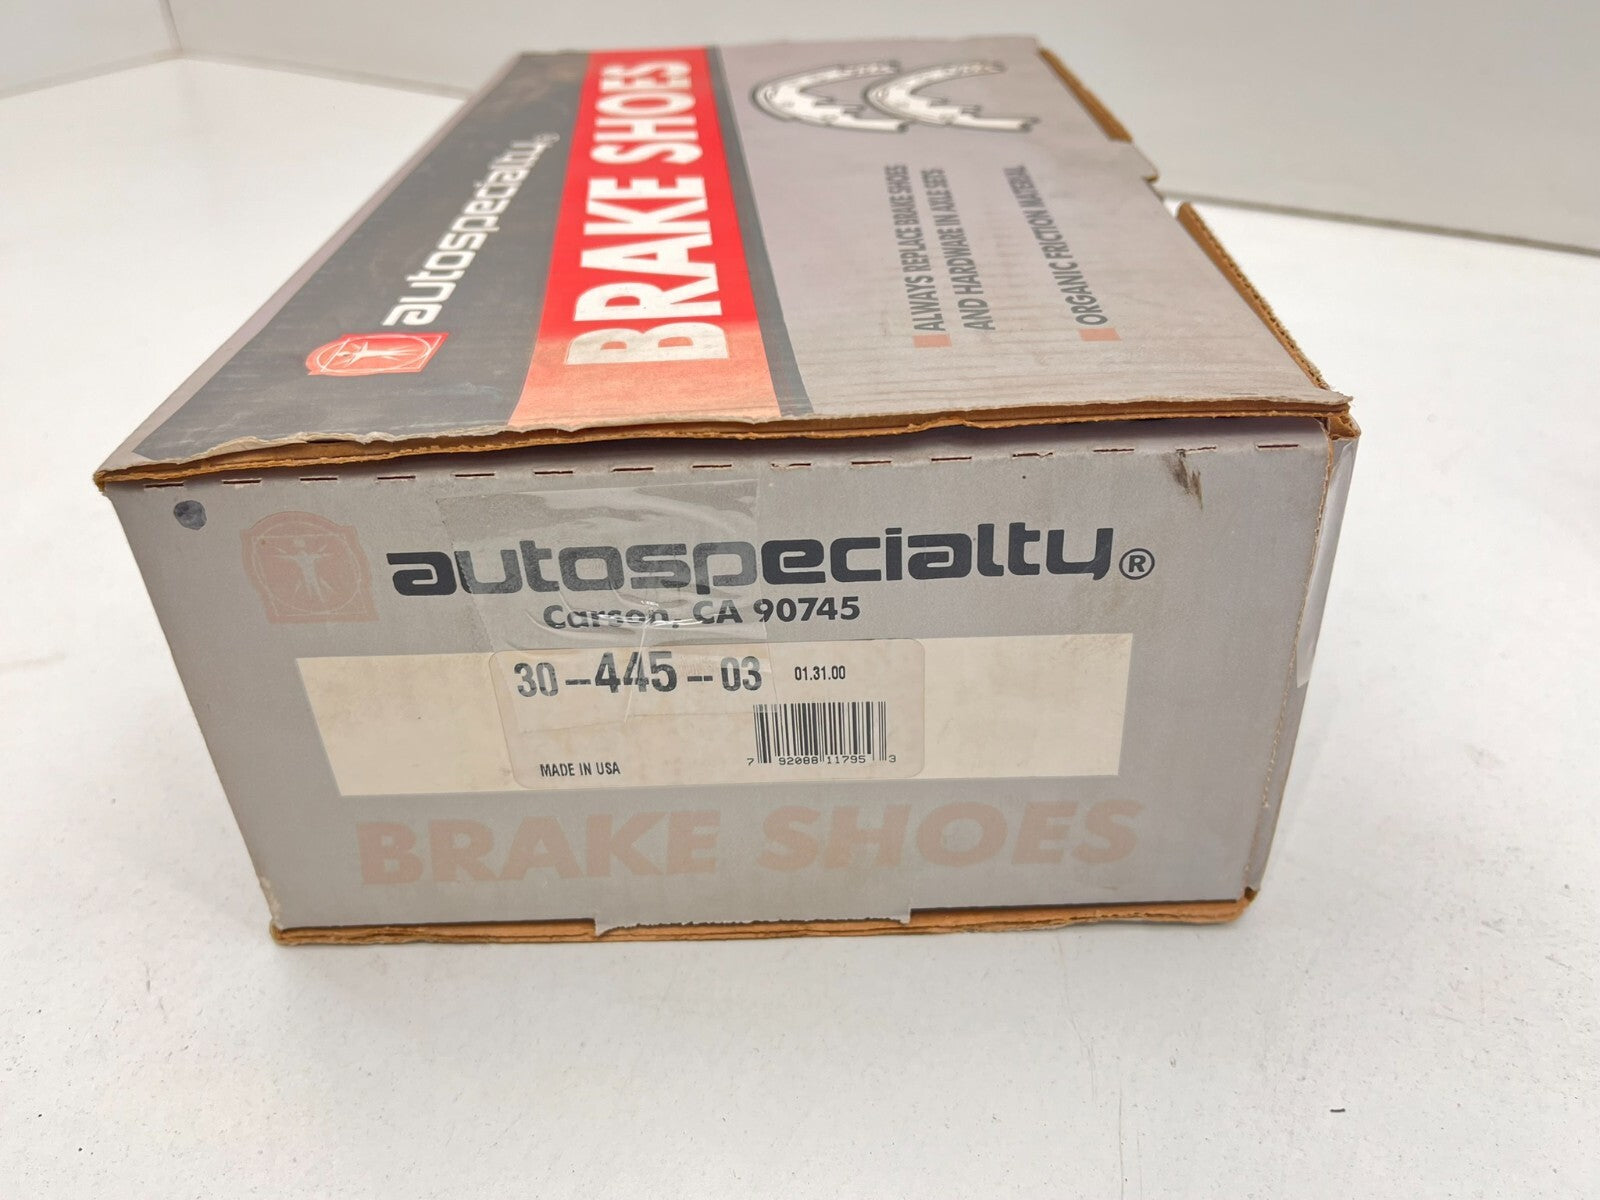 autospecialty®
BRAKE SHOES
ALWAYS REPLACE BRAKE SHOES
AND HARDWARE IN AXLE SETS
ORGANIC FRICTION MATERIAL
autospecialty®
Carson, CA 90745
30-445-03 01.31.00
MADE IN USA
7 92088 11795 3
BRAKE SHOES